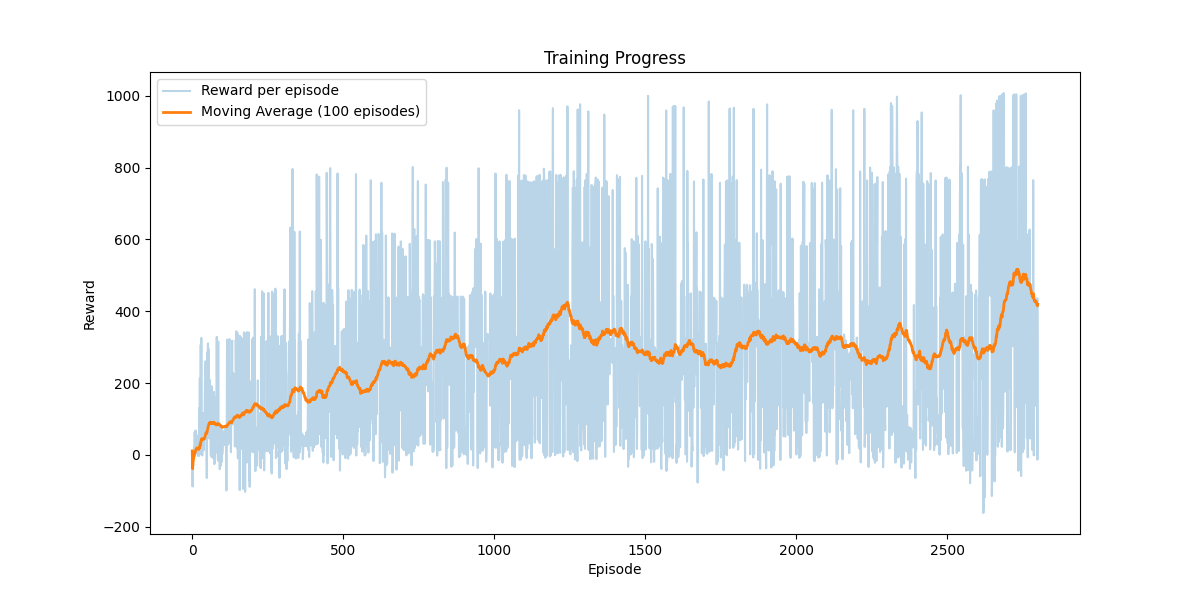 Training Progress
Reward per episode
Moving Average (100 episodes)
1000
800
600
400
200
0
−200
Reward
0
500
1000
1500
2000
2500
Episode